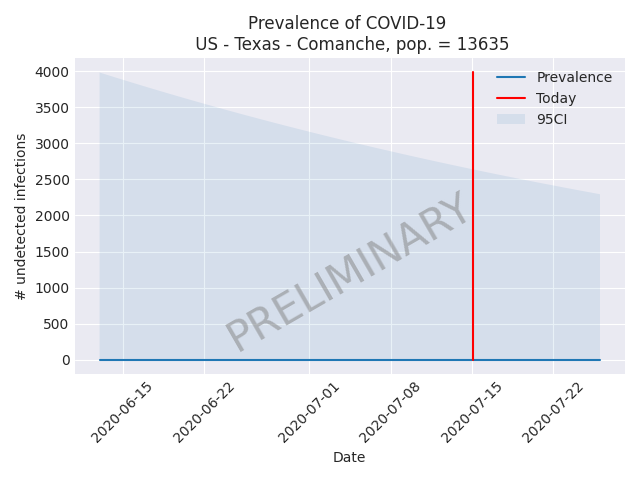 Prevalence of COVID-19
US - Texas - Comanche, pop. = 13635
4000
3500
3000
2500
2000
1500
1000
500
0
# undetected infections
Prevalence
Today
95CI
PRELIMINARY
2020-06-15
2020-06-22
2020-07-01
2020-07-08
2020-07-15
2020-07-22
Date